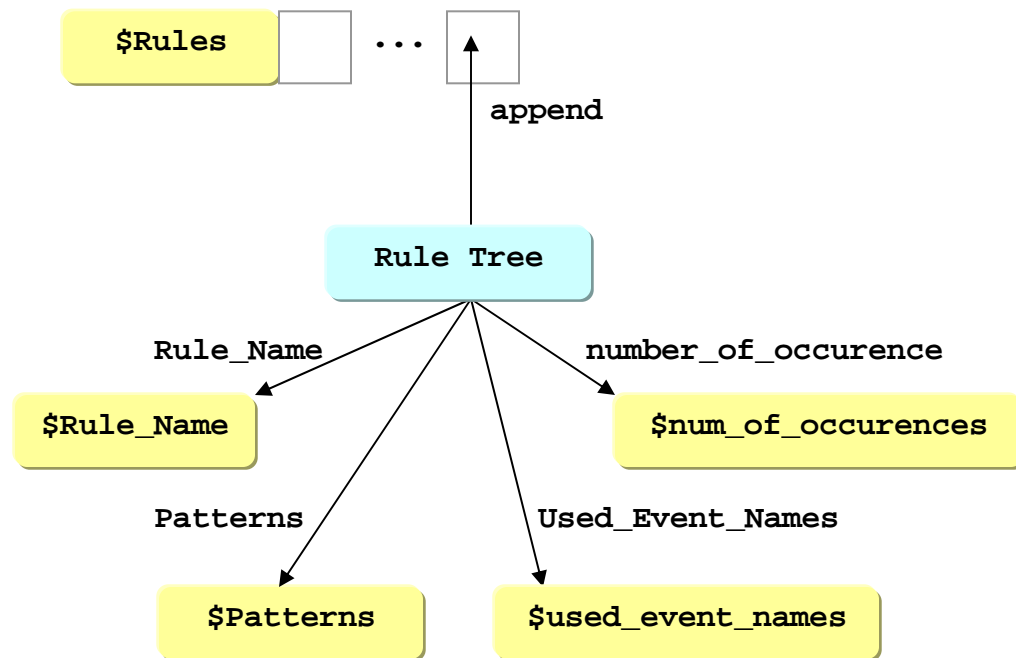 $Rules ...
append
Rule Tree
Rule_Name
number_of_occurence
$Rule_Name
$num_of_occurences
Patterns
Used_Event_Names
$Patterns
$used_event_names